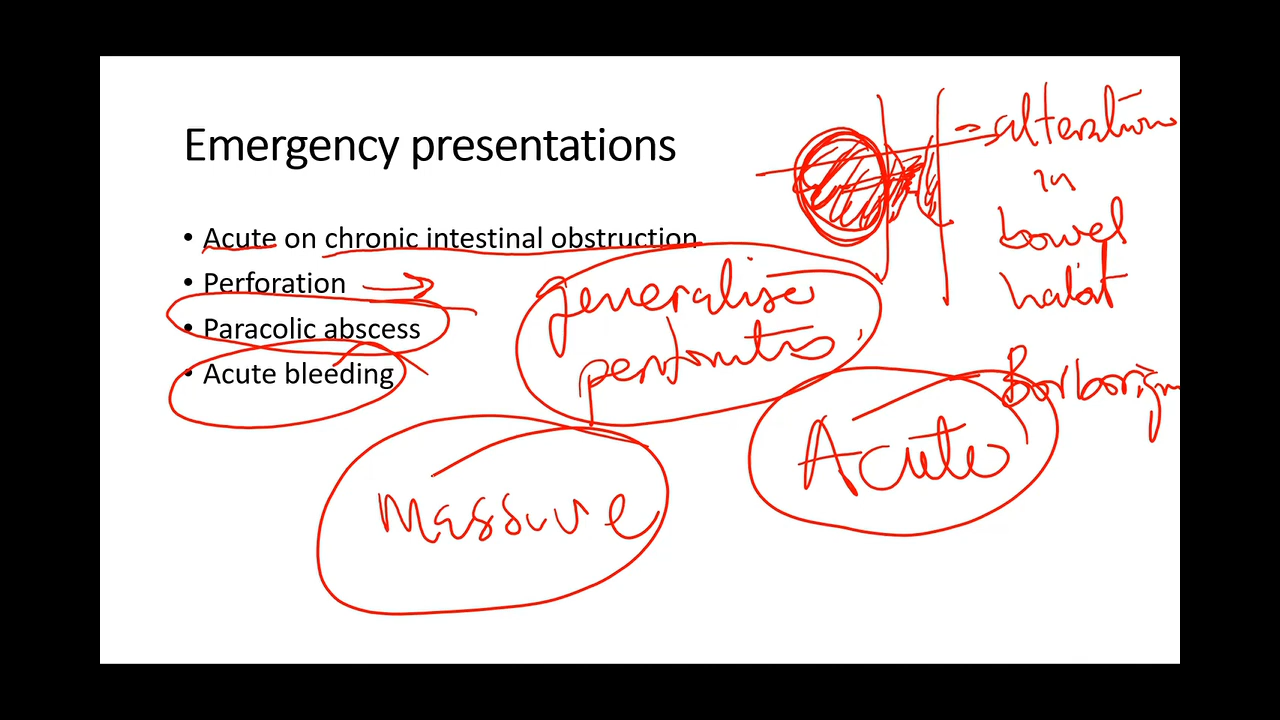 Emergency presentations
• Acute on chronic intestinal obstruction
• Perforation →
• Paracolic abscess
• Acute bleeding
= alteration
in
bowel
habit
generalise
peritonitis
Massive
Acute